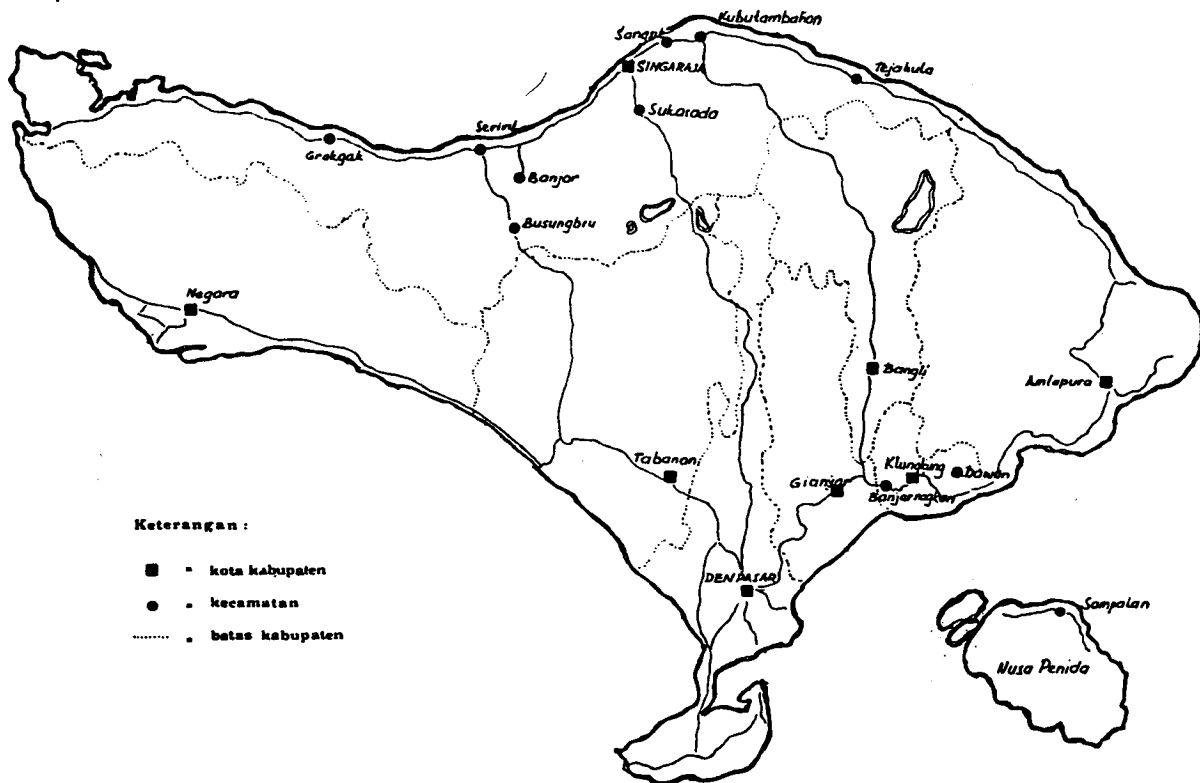 Kubutambahan
Sangsit
SINGARAJA
Tejakula
Sukasada
Seririt
Grokgak
Banjar
Busungbiu
Negara
Bangli
Amlapura
Tabanan
Klungkung
Dawan
Gianjar
Banjarangkan
Keterangan :
■ = kota kabupaten
DENPASAR
● = kecamatan
Sampalan
........ = batas kabupaten
Nusa Penida